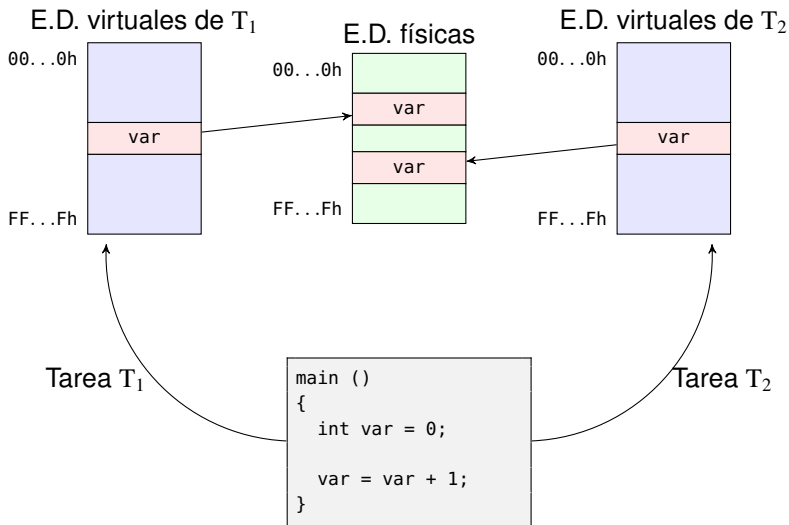 E.D. virtuales de T1
00...0h
var
FF...Fh
E.D. físicas
00...0h
var
var
FF...Fh
E.D. virtuales de T2
00...0h
var
FF...Fh
Tarea T1
main ()
{
int var = 0;
var = var + 1;
}
Tarea T2